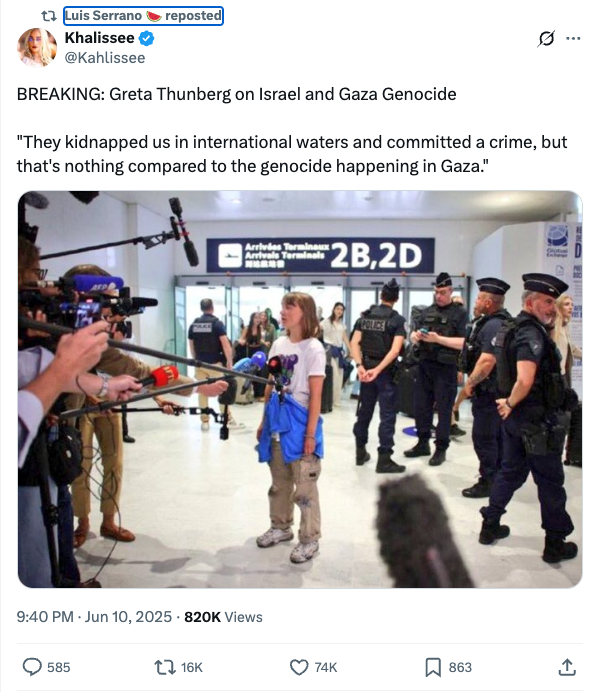 Luis Serrano 🍉 reposted
Khalissee
@Kahlissee
BREAKING: Greta Thunberg on Israel and Gaza Genocide
"They kidnapped us in international waters and committed a crime, but
that's nothing compared to the genocide happening in Gaza."
Arrivées Terminaux
Arrivals Terminals
2B,2D
POLICE
POLICE
AFP
9:40 PM · Jun 10, 2025 · 820K Views
585
16K
74K
863